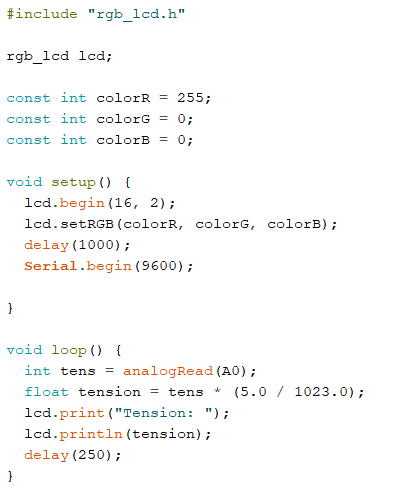 #include "rgb_lcd.h"
rgb_lcd lcd;
const int colorR = 255;
const int colorG = 0;
const int colorB = 0;
void setup() {
lcd.begin(16, 2);
lcd.setRGB(colorR, colorG, colorB);
delay(1000);
Serial.begin(9600);
}
void loop() {
int tens = analogRead(A0);
float tension = tens * (5.0 / 1023.0);
lcd.print("Tension: ");
lcd.println(tension);
delay(250);
}